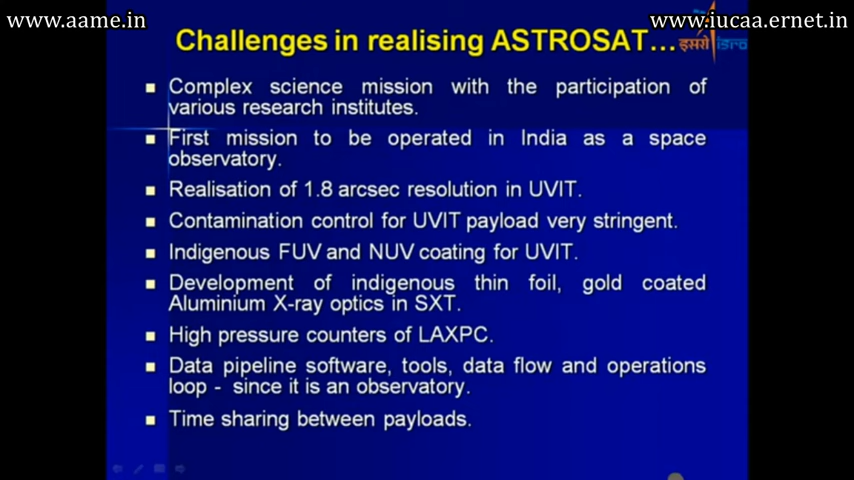 www.aame.in
www.iucaa.ernet.in
Challenges in realising ASTROSAT...
इसरो isro
▪ Complex science mission with the participation of
various research institutes.
▪ First mission to be operated in India as a space
observatory.
▪ Realisation of 1.8 arcsec resolution in UVIT.
▪ Contamination control for UVIT payload very stringent.
▪ Indigenous FUV and NUV coating for UVIT.
▪ Development of indigenous thin foil, gold coated
Aluminium X-ray optics in SXT.
▪ High pressure counters of LAXPC.
▪ Data pipeline software, tools, data flow and operations
loop - since it is an observatory.
▪ Time sharing between payloads.